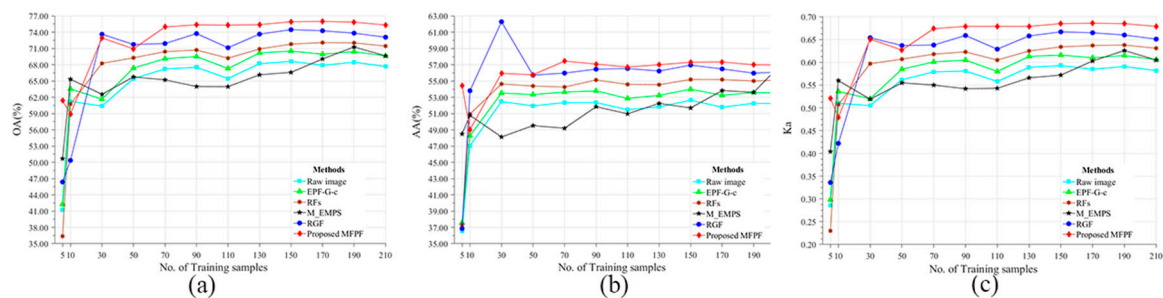 77.00
74.00
71.00
68.00
65.00
62.00
59.00
56.00
53.00
50.00
47.00
44.00
41.00
38.00
35.00
OA(%)
5 10 30 50 70 90 110 130 150 170 190 210
No. of Training samples
Methods
Raw image
EPF-G-c
RFs
M_EMPS
RGF
Proposed MFPF
(a)
63.00
61.00
59.00
57.00
55.00
53.00
51.00
49.00
47.00
45.00
43.00
41.00
39.00
37.00
35.00
AA(%)
5 10 30 50 70 90 110 130 150 170 190
No. of Training samples
Methods
Raw image
EPF-G-c
RFs
M_EMPS
RGF
Proposed MFPF
(b)
0.70
0.65
0.60
0.55
0.50
0.45
0.40
0.35
0.30
0.25
0.20
Ka
5 10 30 50 70 90 110 130 150 170 190 210
No. of Training samples
Methods
Raw image
EPF-G-c
RFs
M_EMPS
RGF
Proposed MFPF
(c)